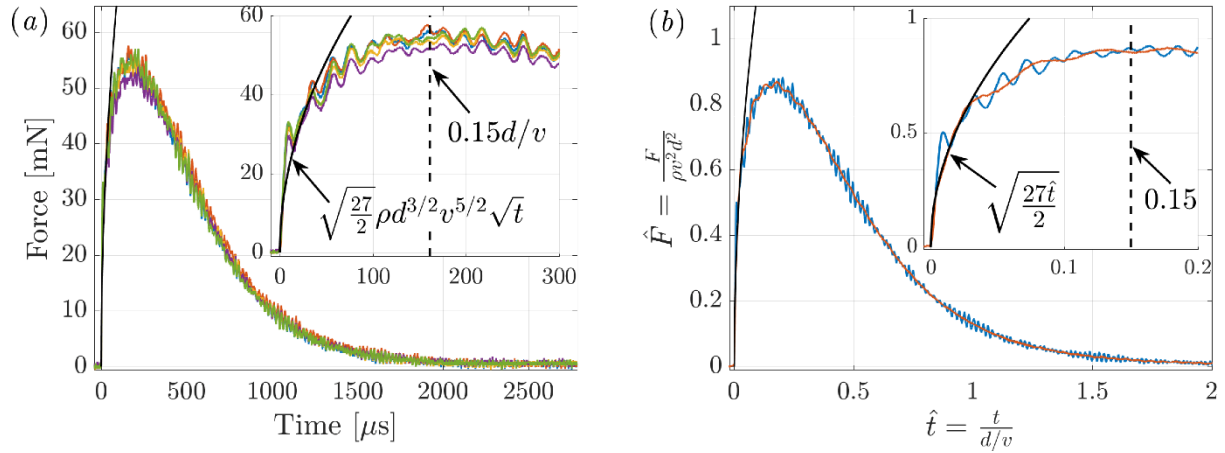 (a)
60
50
40
30
20
10
0
Force [mN]
0 500 1000 1500 2000 2500
Time [μs]
60
40
20
0
0 100 200 300
0.15d/v
√(27/2) ρd^{3/2}v^{5/2}√t
(b)
1
0.8
0.6
0.4
0.2
0
F̂ = F/(ρv²d²)
0 0.5 1 1.5 2
t̂ = t/(d/v)
1
0.5
0
0 0.1 0.2
√(27t̂/2)
0.15